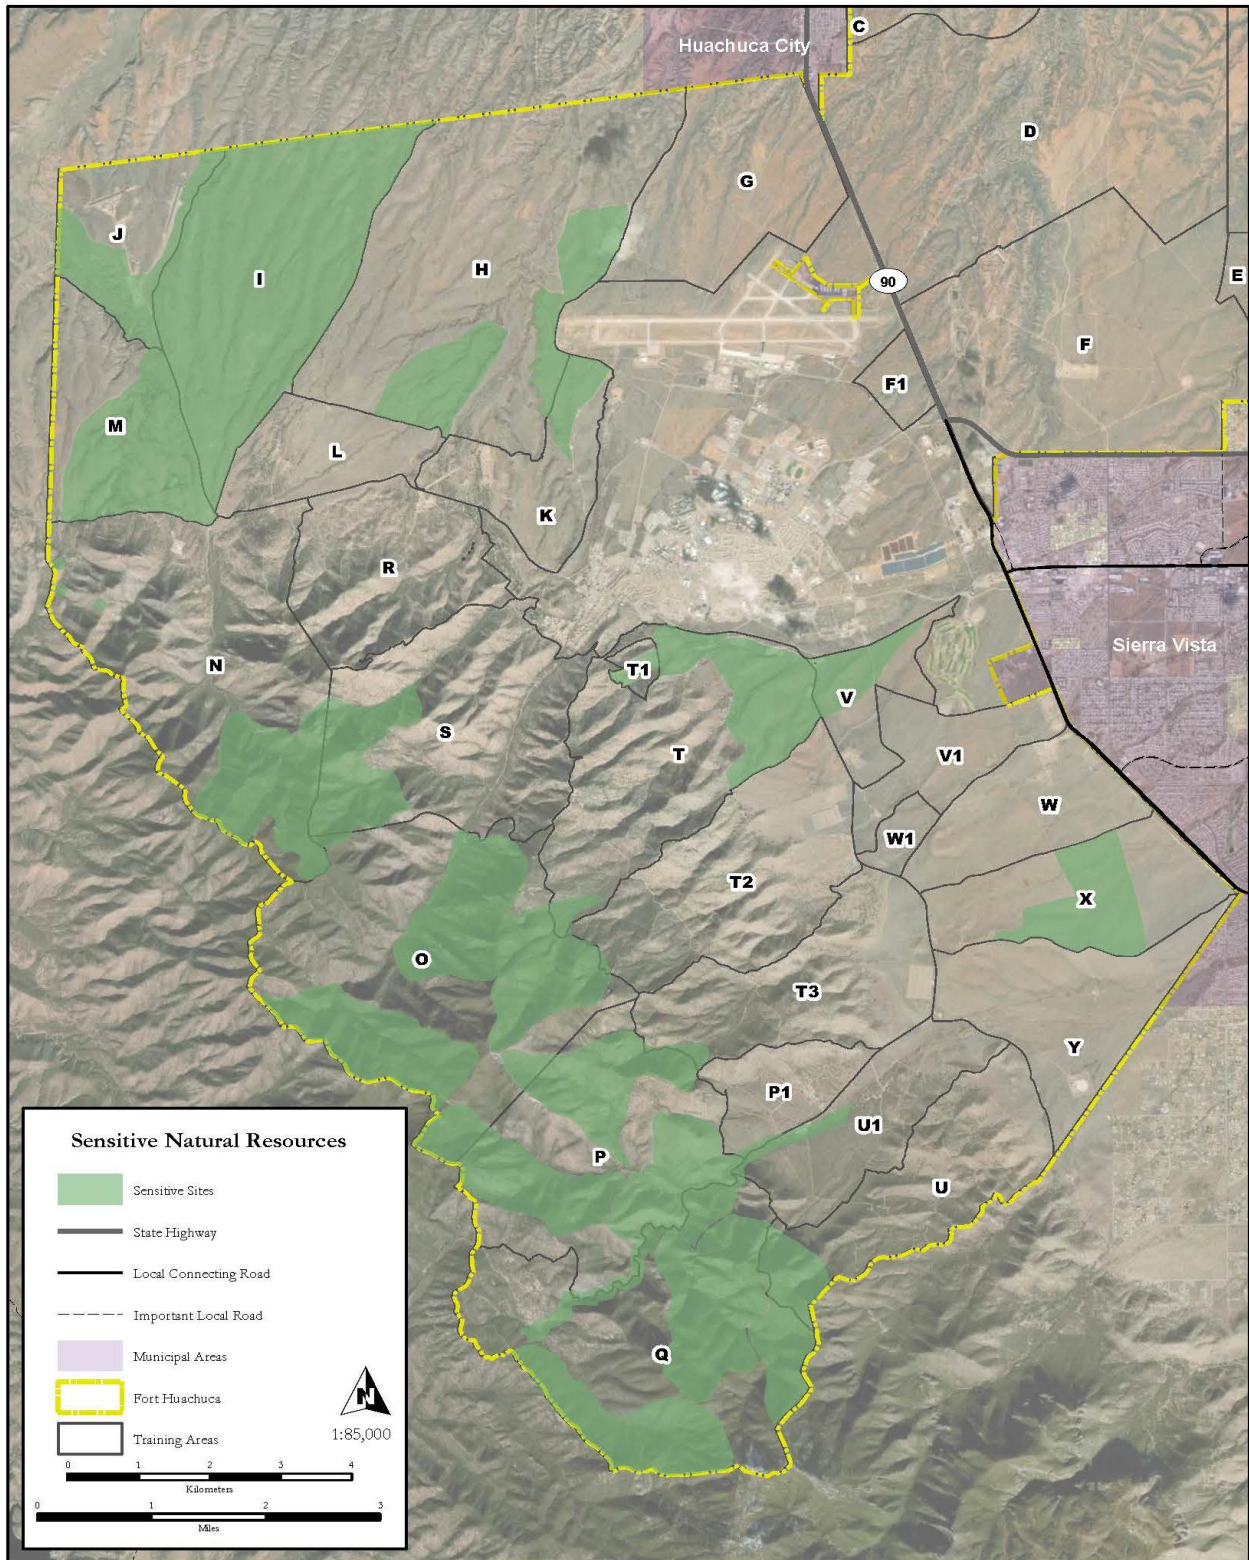 Huachuca City
C
D
G
J
H
I
E
90
F
F1
M
L
K
R
N
T1
Sierra Vista
V
S
T
V1
W
W1
T2
X
O
T3
Y
P1
U1
P
U
Q
Sensitive Natural Resources
Sensitive Sites
State Highway
Local Connecting Road
Important Local Road
Municipal Areas
Fort Huachuca
Training Areas
N
1:85,000
0 1 2 3 4
Kilometers
0 1 2 3
Miles